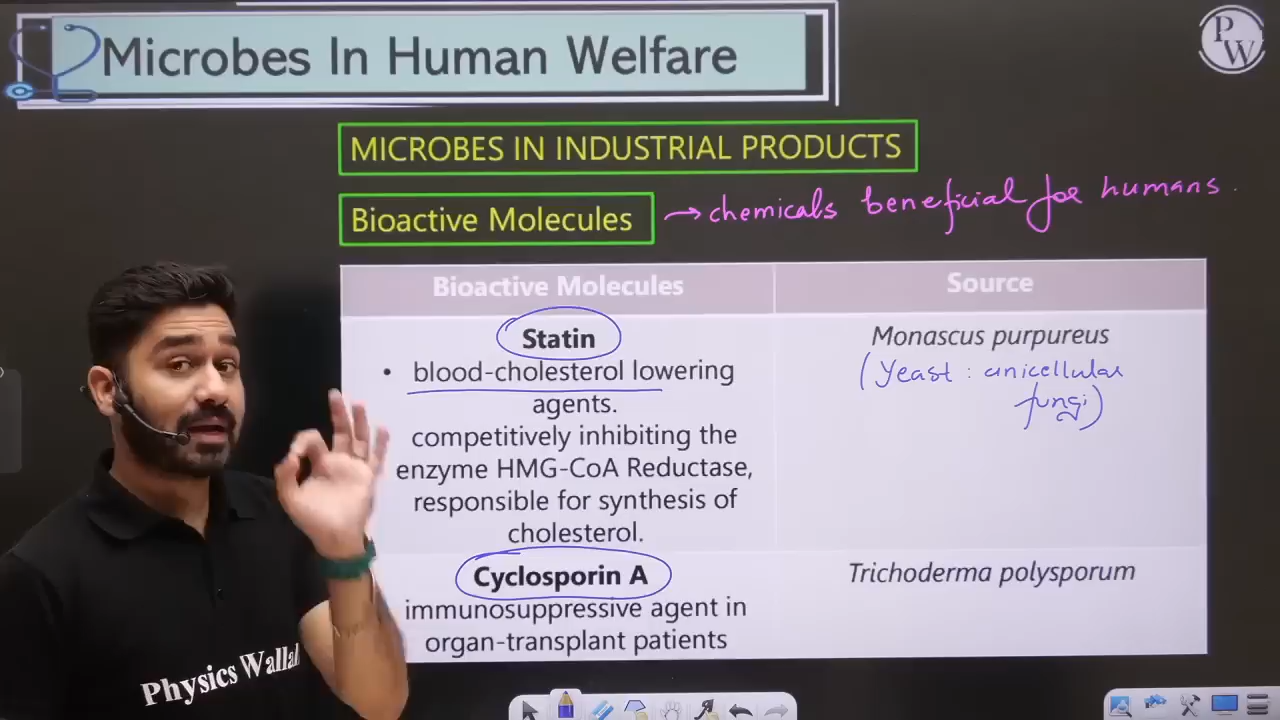 Microbes In Human Welfare
PW
MICROBES IN INDUSTRIAL PRODUCTS
Bioactive Molecules → chemicals beneficial for humans.
Bioactive Molecules Source
Statin Monascus purpureus
• blood-cholesterol lowering (Yeast : unicellular
agents. fungi)
competitively inhibiting the
enzyme HMG-CoA Reductase,
responsible for synthesis of
cholesterol.
Cyclosporin A Trichoderma polysporum
immunosuppressive agent in
organ-transplant patients
Physics Wallah